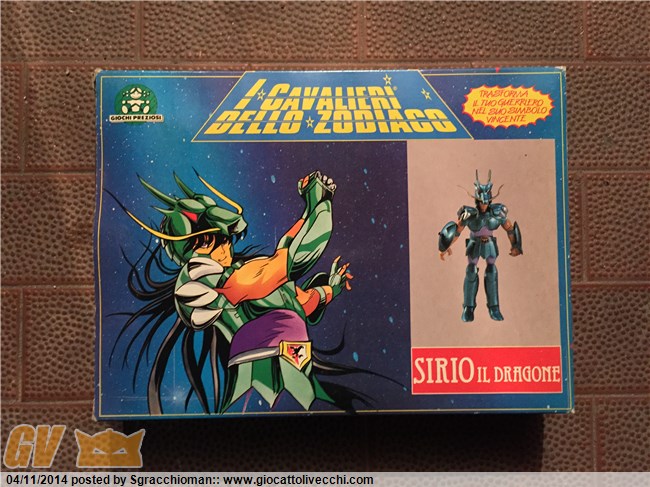 GIOCHI PREZIOSI
I CAVALIERI
DELLO ZODIACO
TRASFORMA
IL TUO GUERRIERO
NEL SUO SIMBOLO
VINCENTE
SIRIO IL DRAGONE
GV
04/11/2014 posted by Sgracchioman:: www.giocattolivecchi.com